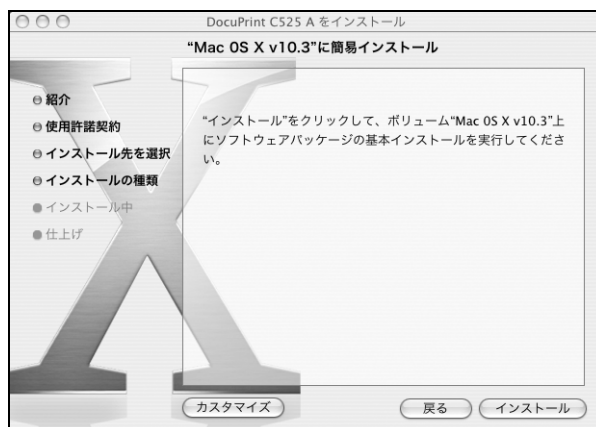 DocuPrint C525 A をインストール
“Mac OS X v10.3”に簡易インストール
紹介
使用許諾契約
インストール先を選択
インストールの種類
インストール中
仕上げ
“インストール”をクリックして、ボリューム“Mac OS X v10.3”上
にソフトウェアパッケージの基本インストールを実行してくださ
い。
カスタマイズ
戻る
インストール